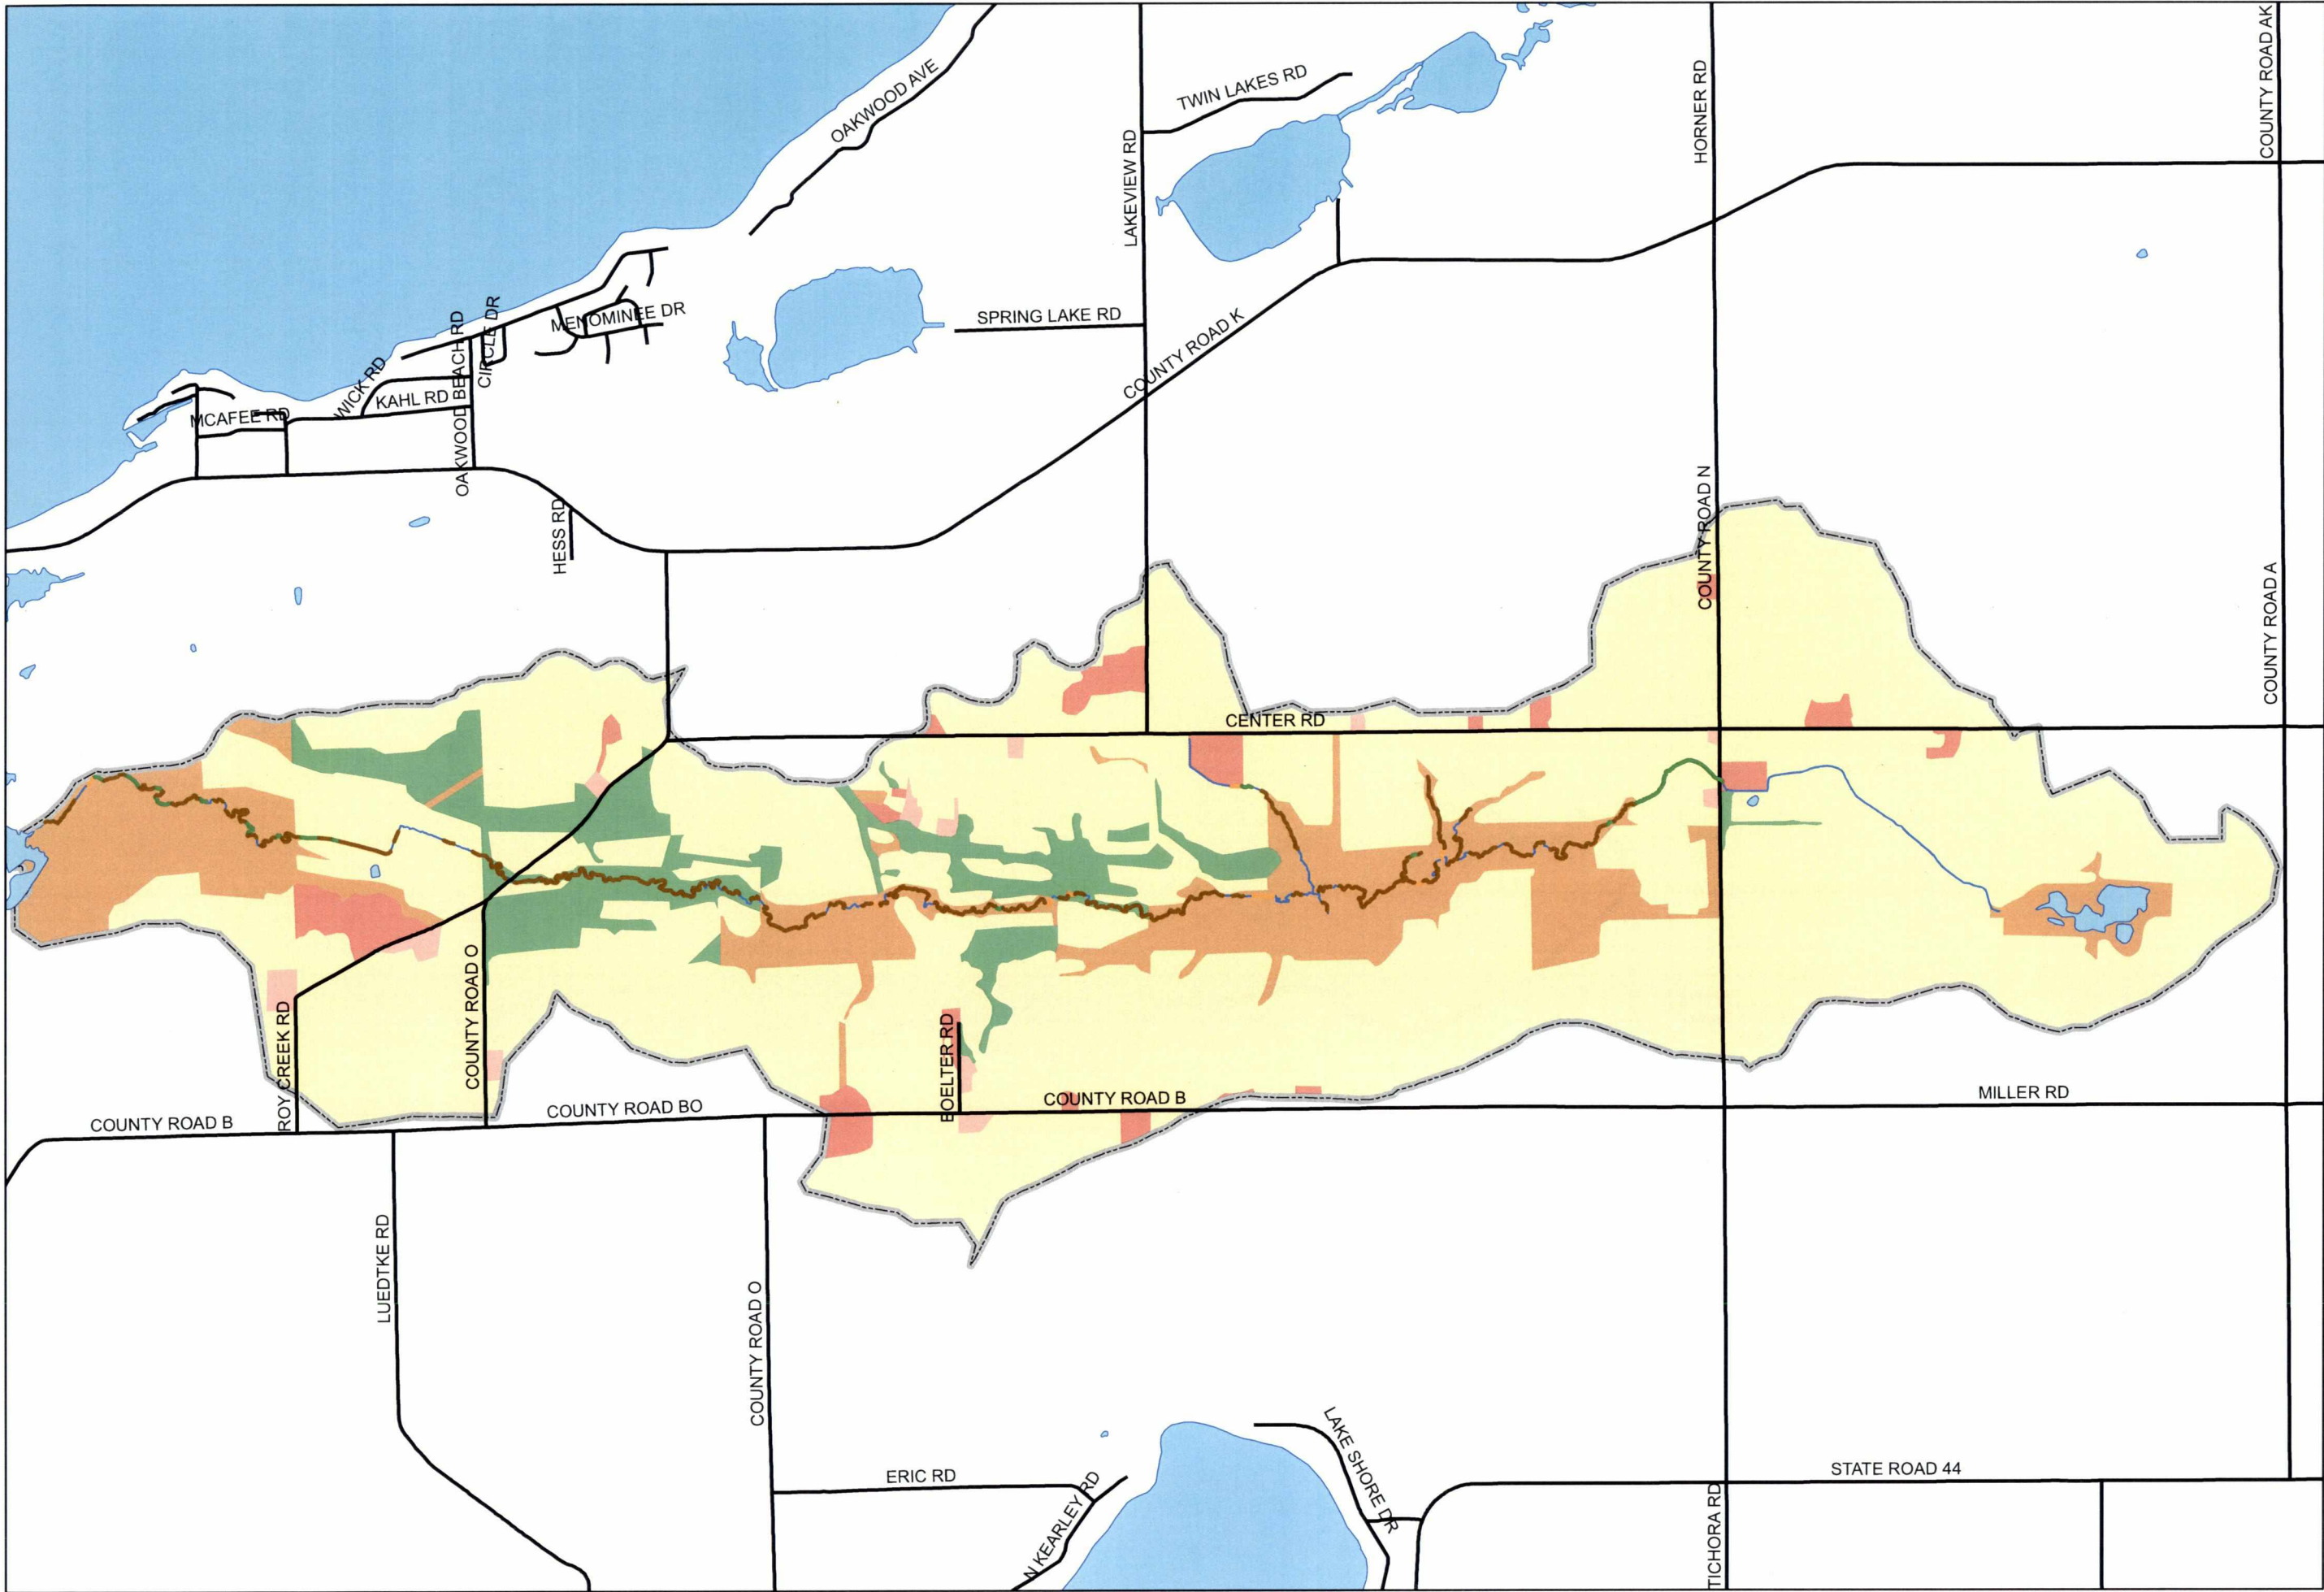 COUNTY ROAD AK
OAKWOOD AVE
TWIN LAKES RD
HORNER RD
LAKEVIEW RD
SPRING LAKE RD
COUNTY ROAD K
MENOMINEE DR
CIRCLE DR
OAKWOOD BEACH RD
WICK RD
KAHL RD
MCAFEE RD
HESS RD
COUNTY ROAD N
COUNTY ROAD A
CENTER RD
ROY CREEK RD
COUNTY ROAD O
BOELTER RD
COUNTY ROAD B
COUNTY ROAD BO
COUNTY ROAD B
MILLER RD
LUEDTKE RD
COUNTY ROAD O
ERIC RD
N KEARLEY RD
LAKE SHORE DR
STATE ROAD 44
TICHORA RD